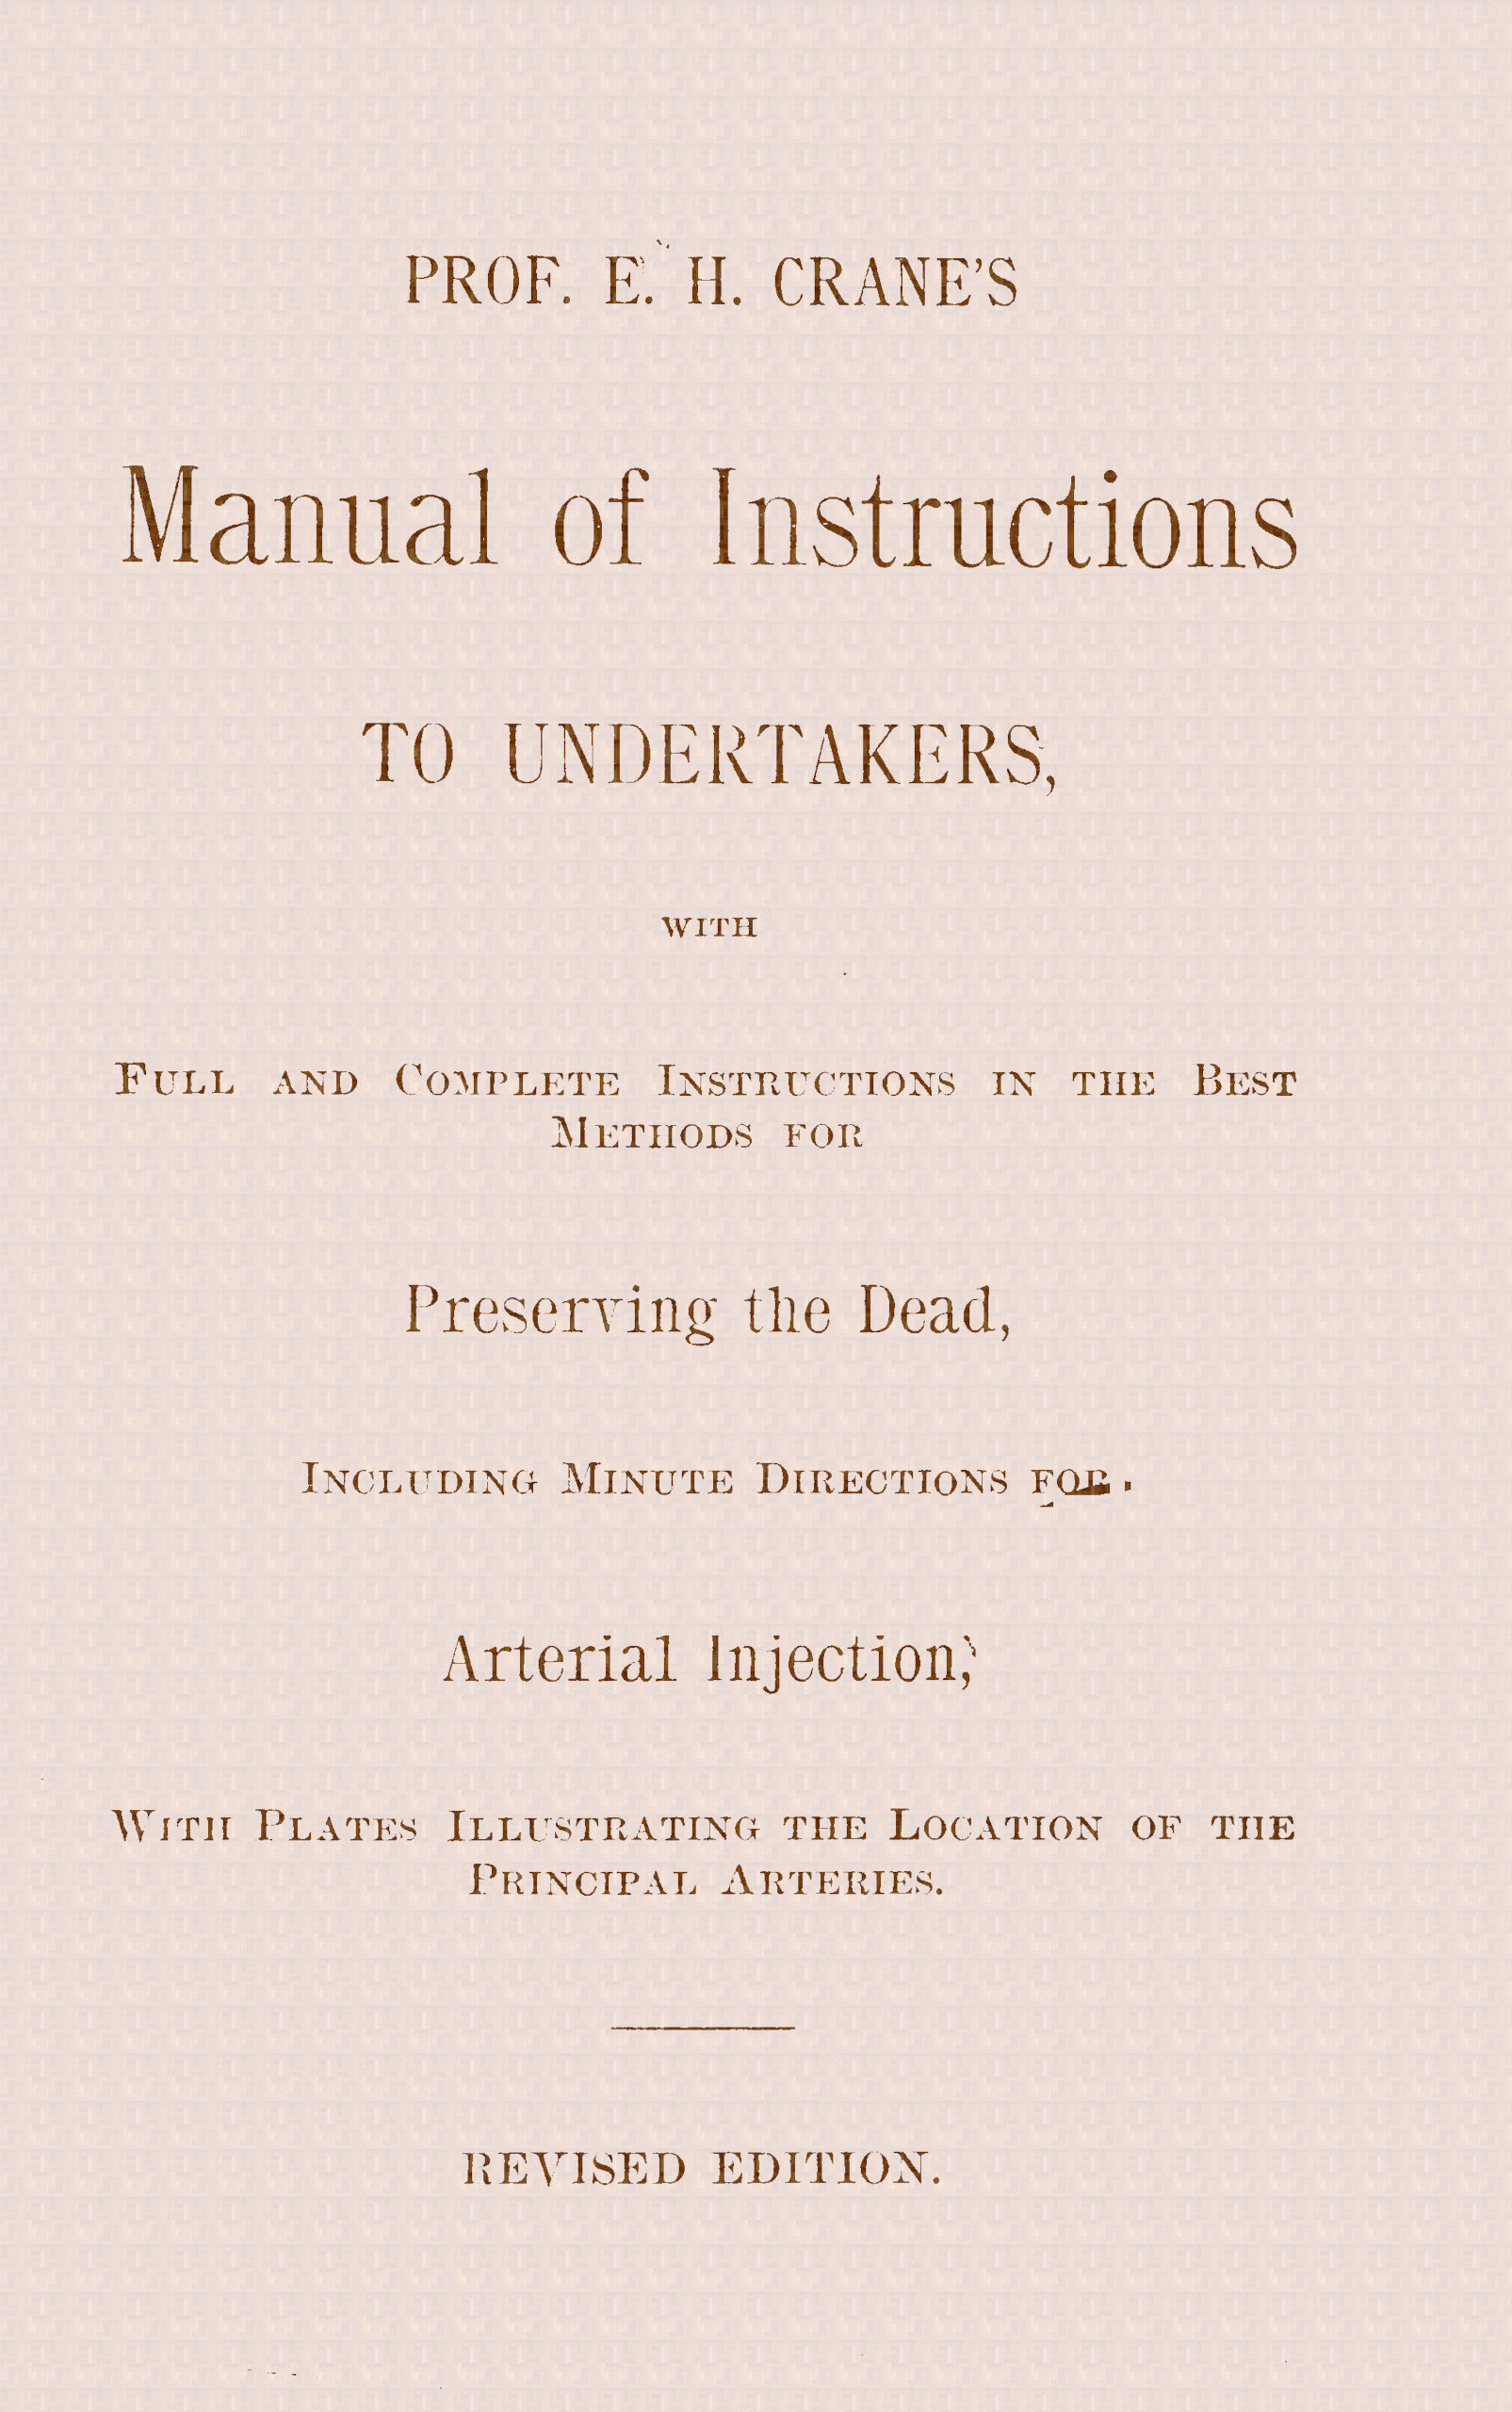 PROF. E. H. CRANE'S
Manual of Instructions
TO UNDERTAKERS,
WITH
FULL AND COMPLETE INSTRUCTIONS IN THE BEST
METHODS FOR
Preserving the Dead,
INCLUDING MINUTE DIRECTIONS FOR
Arterial Injection,
WITH PLATES ILLUSTRATING THE LOCATION OF THE
PRINCIPAL ARTERIES.
REVISED EDITION.